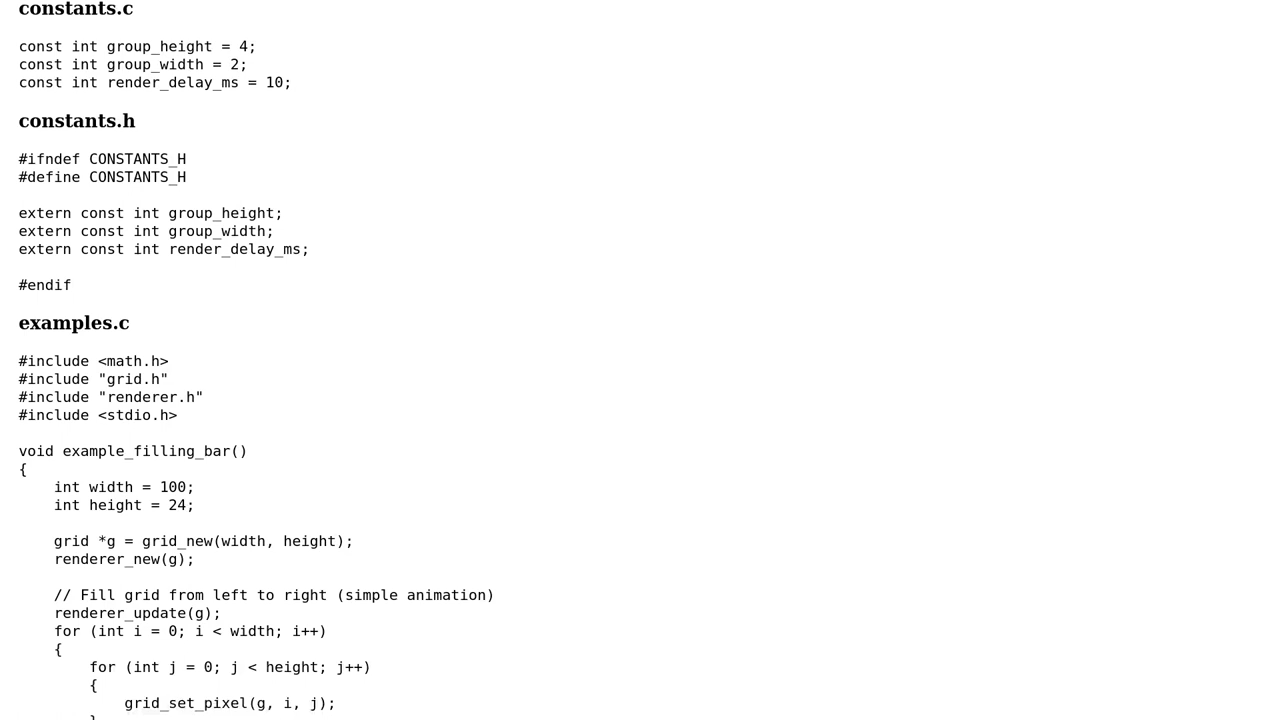 constants.c
const int group_height = 4;
const int group_width = 2;
const int render_delay_ms = 10;
constants.h
#ifndef CONSTANTS_H
#define CONSTANTS_H
extern const int group_height;
extern const int group_width;
extern const int render_delay_ms;
#endif
examples.c
#include <math.h>
#include "grid.h"
#include "renderer.h"
#include <stdio.h>
void example_filling_bar()
{
    int width = 100;
    int height = 24;
    grid *g = grid_new(width, height);
    renderer_new(g);
    // Fill grid from left to right (simple animation)
    renderer_update(g);
    for (int i = 0; i < width; i++)
    {
        for (int j = 0; j < height; j++)
        {
            grid_set_pixel(g, i, j);
        }